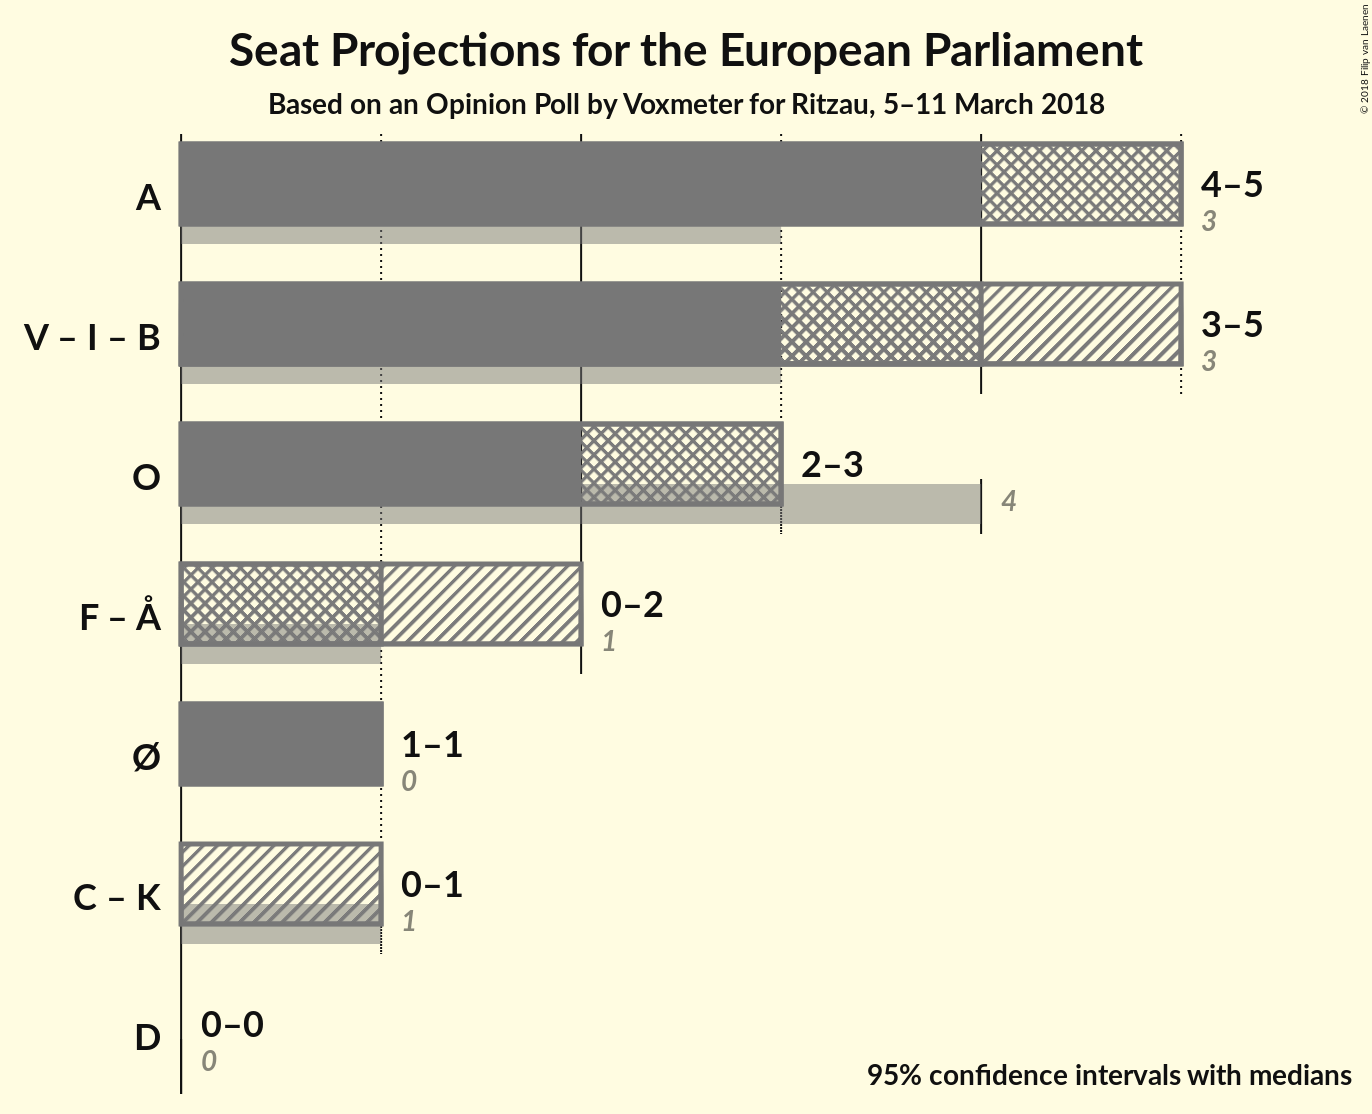 Seat Projections for the European Parliament
Based on an Opinion Poll by Voxmeter for Ritzau, 5–11 March 2018
© 2018 Filip van Laenen
A
4–5
3
V – I – B
3–5
3
O
2–3
4
F – Å
0–2
1
Ø
1–1
0
C – K
0–1
1
D
0–0
0
95% confidence intervals with medians